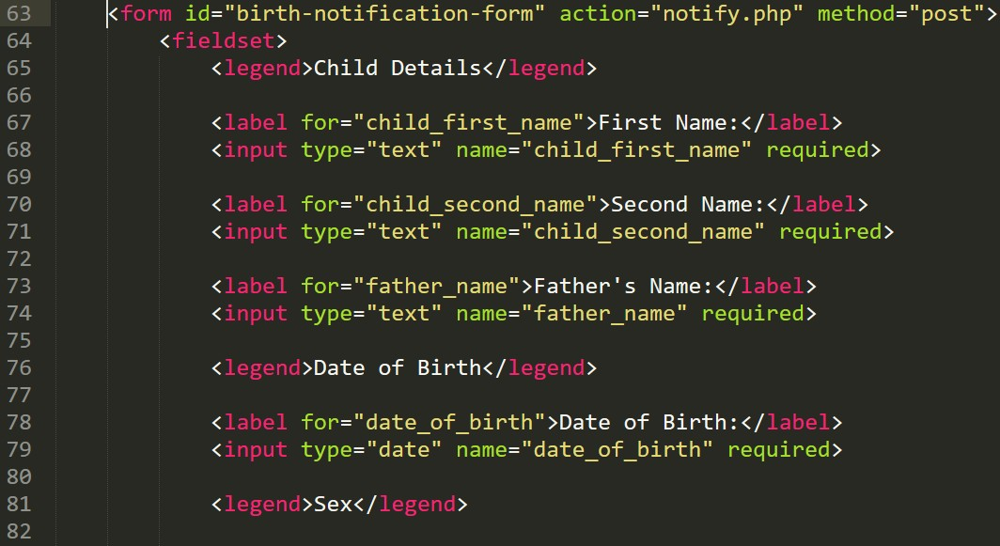 63 <form id="birth-notification-form" action="notify.php" method="post">
64 <fieldset>
65 <legend>Child Details</legend>
66
67 <label for="child_first_name">First Name:</label>
68 <input type="text" name="child_first_name" required>
69
70 <label for="child_second_name">Second Name:</label>
71 <input type="text" name="child_second_name" required>
72
73 <label for="father_name">Father's Name:</label>
74 <input type="text" name="father_name" required>
75
76 <legend>Date of Birth</legend>
77
78 <label for="date_of_birth">Date of Birth:</label>
79 <input type="date" name="date_of_birth" required>
80
81 <legend>Sex</legend>
82